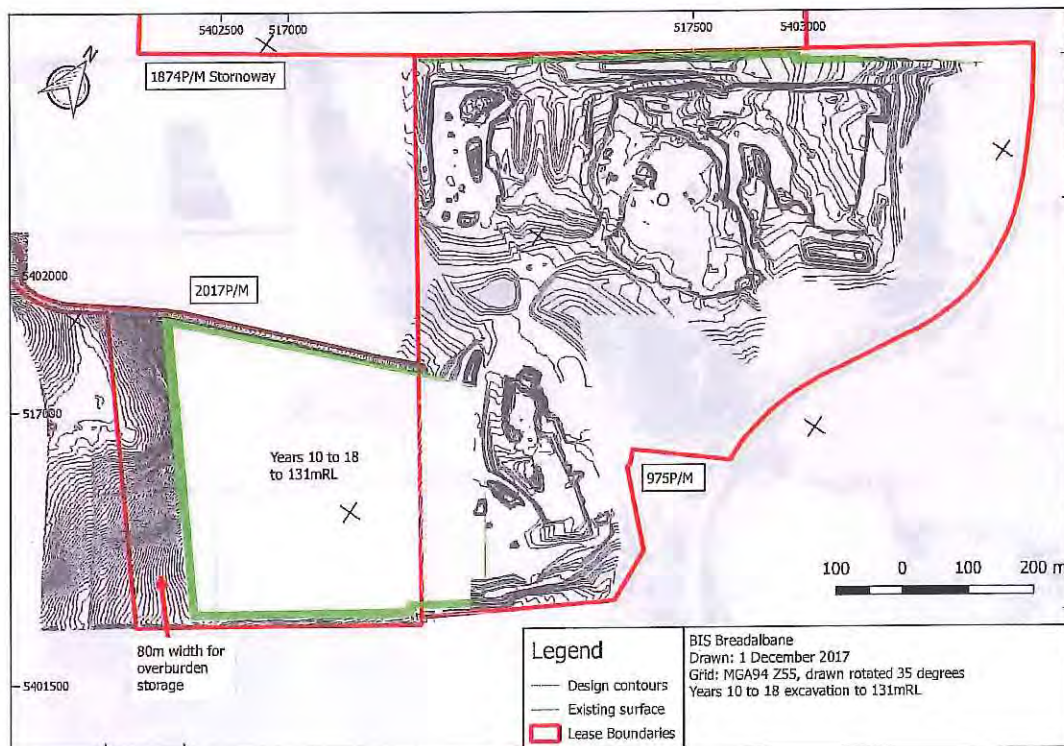 5402500
517000
517500
5403000
N
1874P/M Stornoway
5402000
2017P/M
517000
Years 10 to 18
to 131mRL
975P/M
100 0 100 200 m
80m width for
overburden
storage
5401500
Legend
Design contours
Existing surface
Lease Boundaries
BIS Breadalbane
Drawn: 1 December 2017
Grid: MGA94 Z55, drawn rotated 35 degrees
Years 10 to 18 excavation to 131mRL